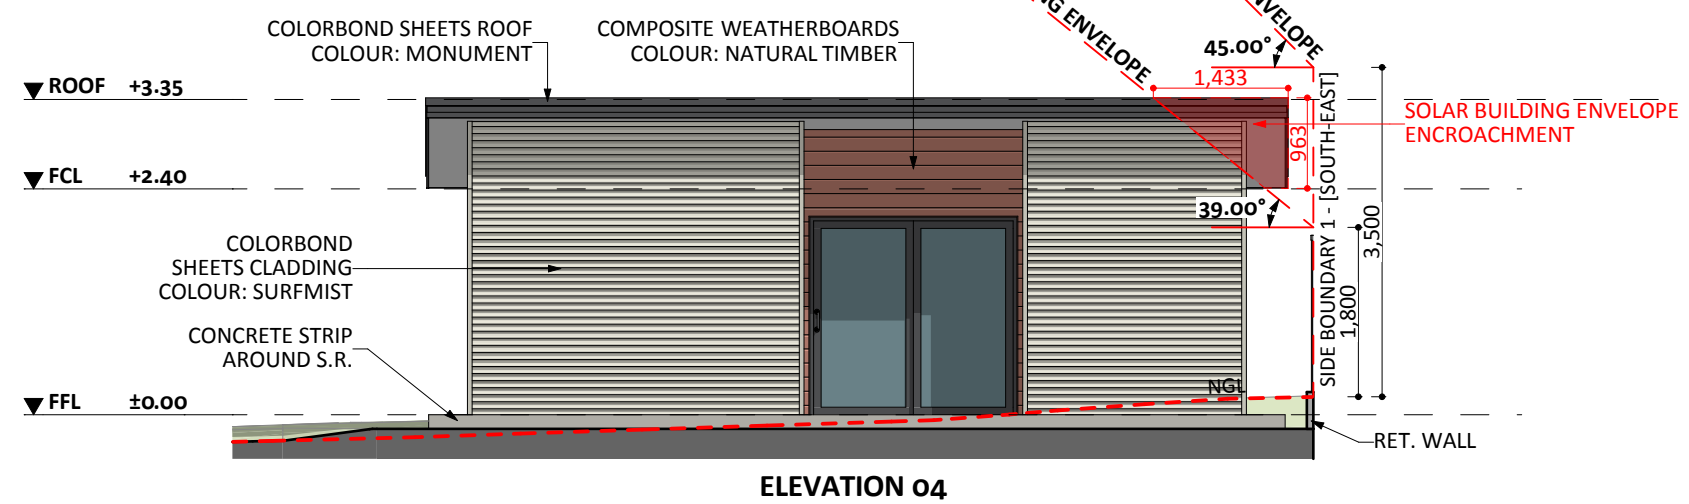 COLORBOND SHEETS ROOF
COLOUR: MONUMENT
COMPOSITE WEATHERBOARDS
COLOUR: NATURAL TIMBER
ENVELOPE
ENVELOPE
45.00°
1,433
ROOF +3.35
SOLAR BUILDING ENVELOPE
ENCROACHMENT
963
FCL +2.40
39.00°
SIDE BOUNDARY 1 - [SOUTH-EAST]
1,800
3,500
COLORBOND
SHEETS CLADDING
COLOUR: SURFMIST
CONCRETE STRIP
AROUND S.R.
NGL
FFL ±0.00
RET. WALL
ELEVATION 04